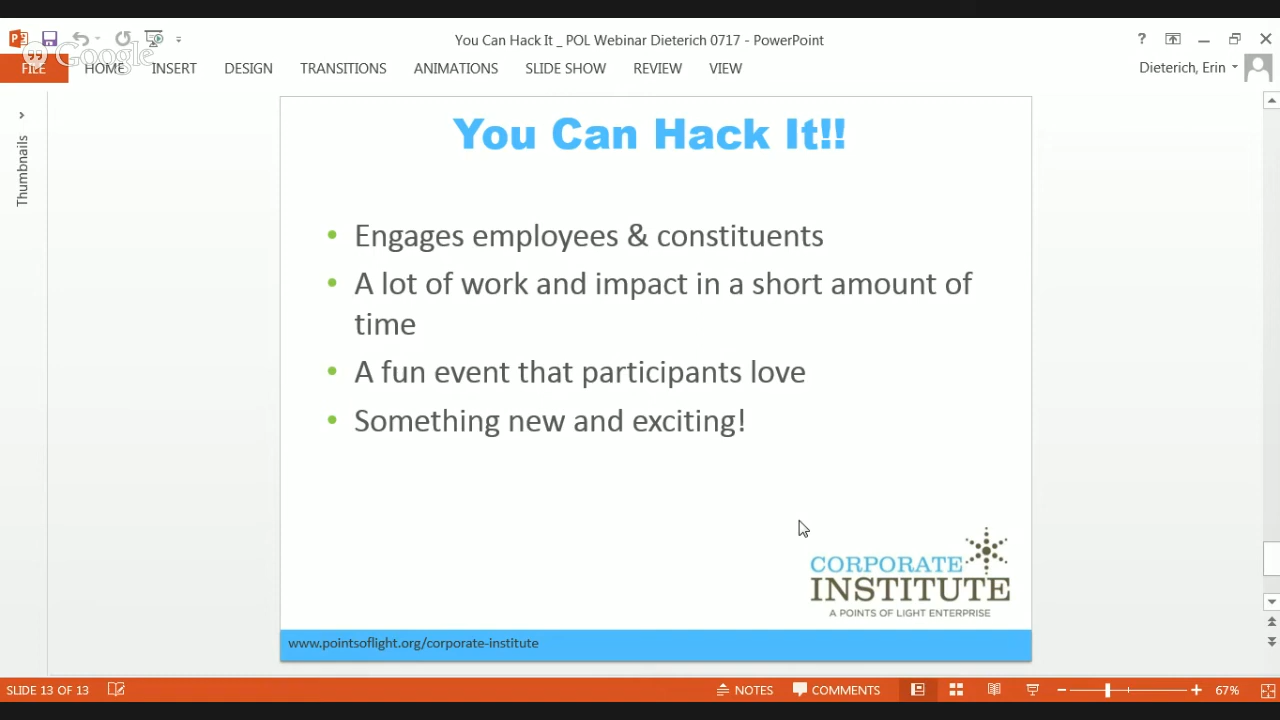 Google
You Can Hack It _ POL Webinar Dieterich 0717 - PowerPoint
?
FILE HOME INSERT DESIGN TRANSITIONS ANIMATIONS SLIDE SHOW REVIEW VIEW
Dieterich, Erin
Thumbnails
You Can Hack It!!
• Engages employees & constituents
• A lot of work and impact in a short amount of
time
• A fun event that participants love
• Something new and exciting!
CORPORATE
INSTITUTE
A POINTS OF LIGHT ENTERPRISE
www.pointsoflight.org/corporate-institute
SLIDE 13 OF 13
NOTES
COMMENTS
67%